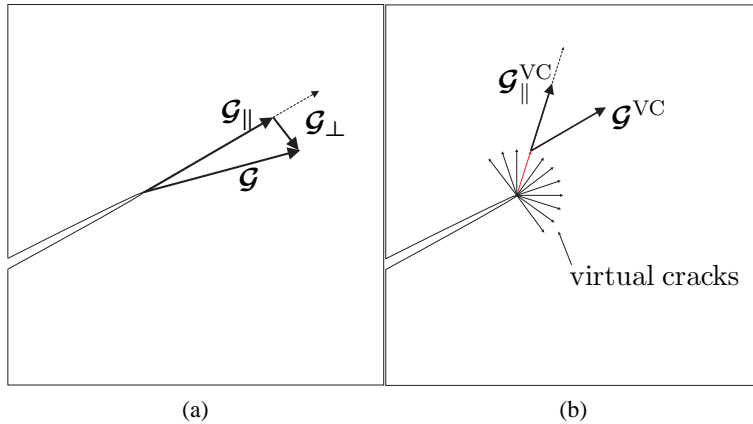 𝓖∥
𝓖⊥
𝓖
(a)
𝓖∥^VC
𝓖^VC
virtual cracks
(b)